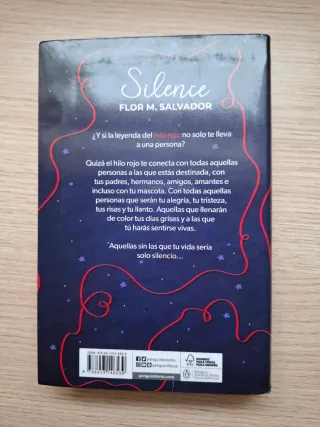 Silence
FLOR M. SALVADOR
¿Y si la leyenda del hilo rojo no solo te lleva
a una persona?
Quizá el hilo rojo te conecta con todas aquellas
personas a las que estás destinada, con
tus padres, hermanos, amigos, amantes e
incluso con tu mascota. Con todas aquellas
personas que serán tu alegría, tu tristeza,
tus risas y tu llanto. Aquellas que llenarán
de color tus días grises y a las que
tú harás sentirse vivas.
Aquellas sin las que tu vida sería
solo silencio...
penguinlibros
penguinlibros.com